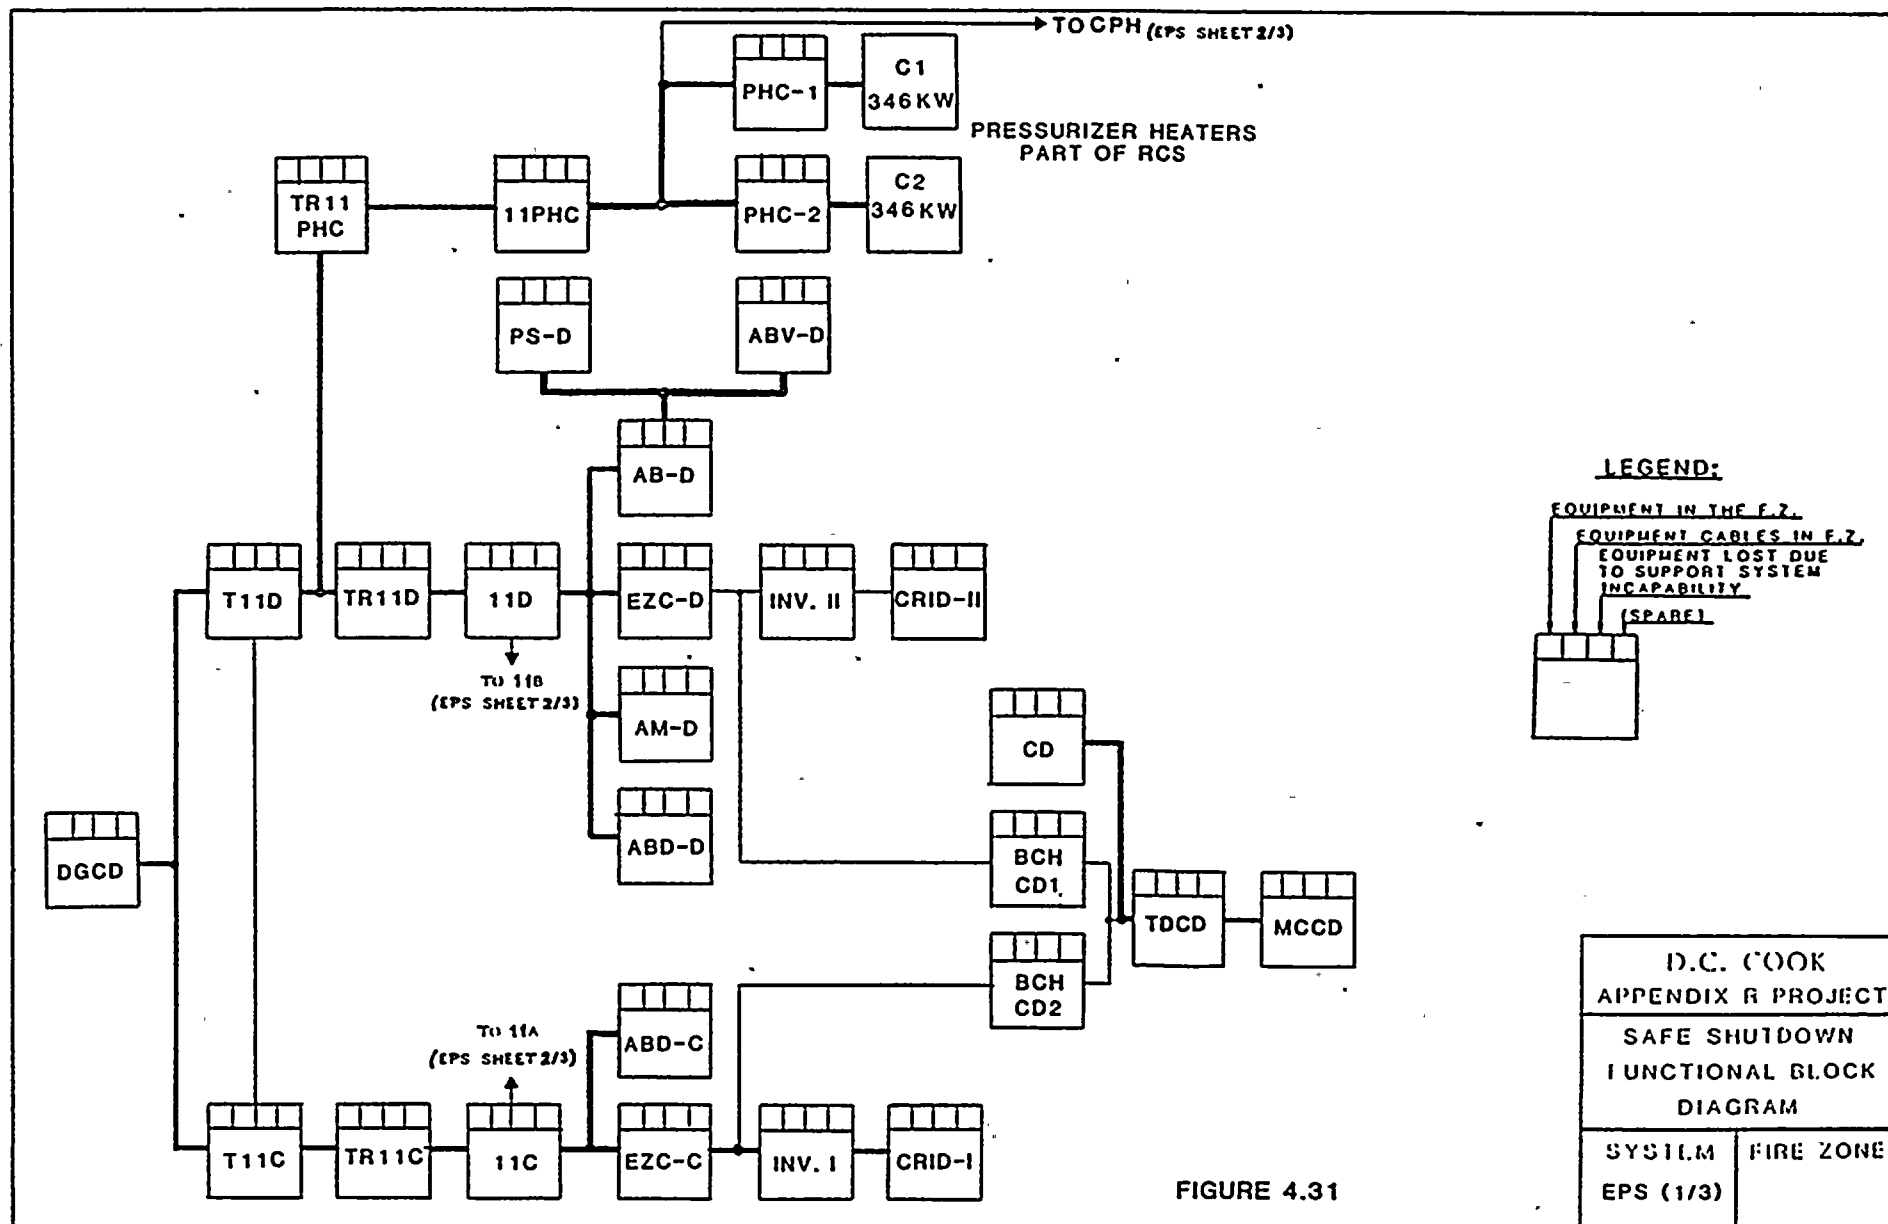 TO CPH (EPS SHEET 2/3)
PHC-1
C1
346 KW
PRESSURIZER HEATERS
PART OF RCS
TR11
PHC
11PHC
PHC-2
C2
346 KW
PS-D
ABV-D
AB-D
LEGEND:
EQUIPMENT IN THE F.Z.
EQUIPMENT CABLES IN F.Z.
EQUIPMENT LOST DUE
TO SUPPORT SYSTEM
INCAPABILITY
(SPARE)
T11D
TR11D
11D
EZC-D
INV. II
CRID-II
TO 11B
(EPS SHEET 2/3)
AM-D
CD
ABD-D
DGCD
BCH
CD1
TDCD
MCCD
BCH
CD2
TO 11A
(EPS SHEET 2/3)
ABD-C
T11C
TR11C
11C
EZC-C
INV. I
CRID-I
FIGURE 4.31
D.C. COOK
APPENDIX R PROJECT
SAFE SHUTDOWN
FUNCTIONAL BLOCK
DIAGRAM
SYSTEM
EPS (1/3)
FIRE ZONE